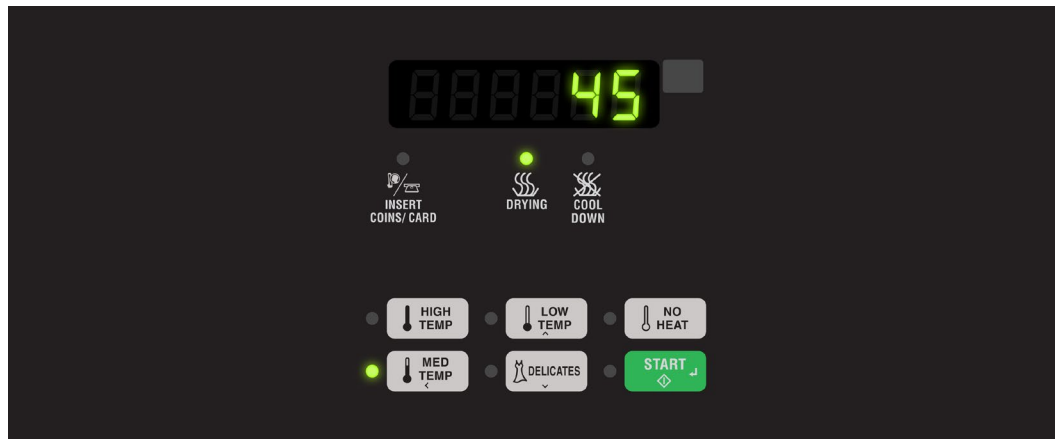 45
INSERT
COINS/ CARD
DRYING
COOL
DOWN
HIGH
TEMP
LOW
TEMP
NO
HEAT
MED
TEMP
DELICATES
START